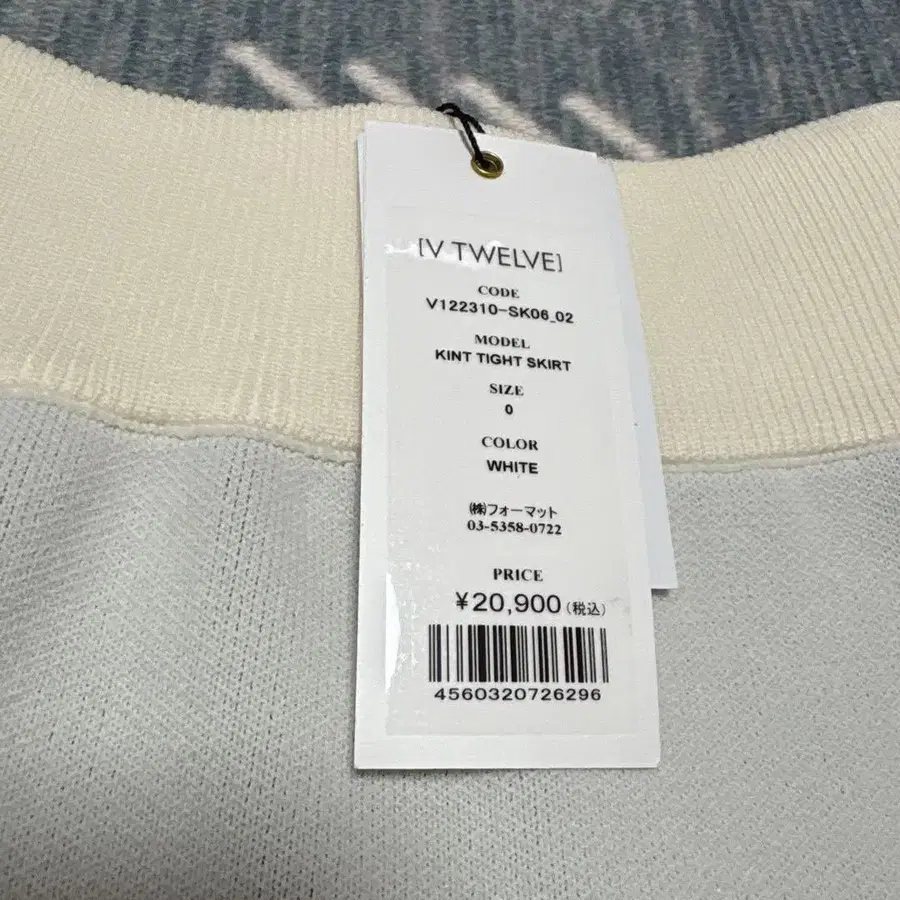 [V TWELVE]
CODE
V122310-SK06_02
MODEL
KINT TIGHT SKIRT
SIZE
0
COLOR
WHITE
㈱フォーマット
03-5358-0722
PRICE
¥20,900(税込)
4560320726296